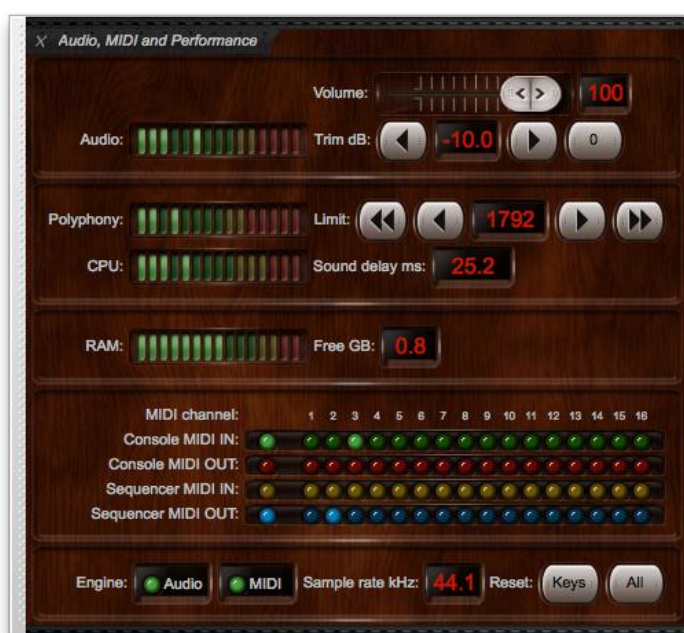 X Audio, MIDI and Performance
Volume: 100
Audio: Trim dB: -10.0 0
Polyphony: Limit: 1792
CPU: Sound delay ms: 25.2
RAM: Free GB: 0.8
MIDI channel: 1 2 3 4 5 6 7 8 9 10 11 12 13 14 15 16
Console MIDI IN:
Console MIDI OUT:
Sequencer MIDI IN:
Sequencer MIDI OUT:
Engine: Audio MIDI Sample rate kHz: 44.1 Reset: Keys All